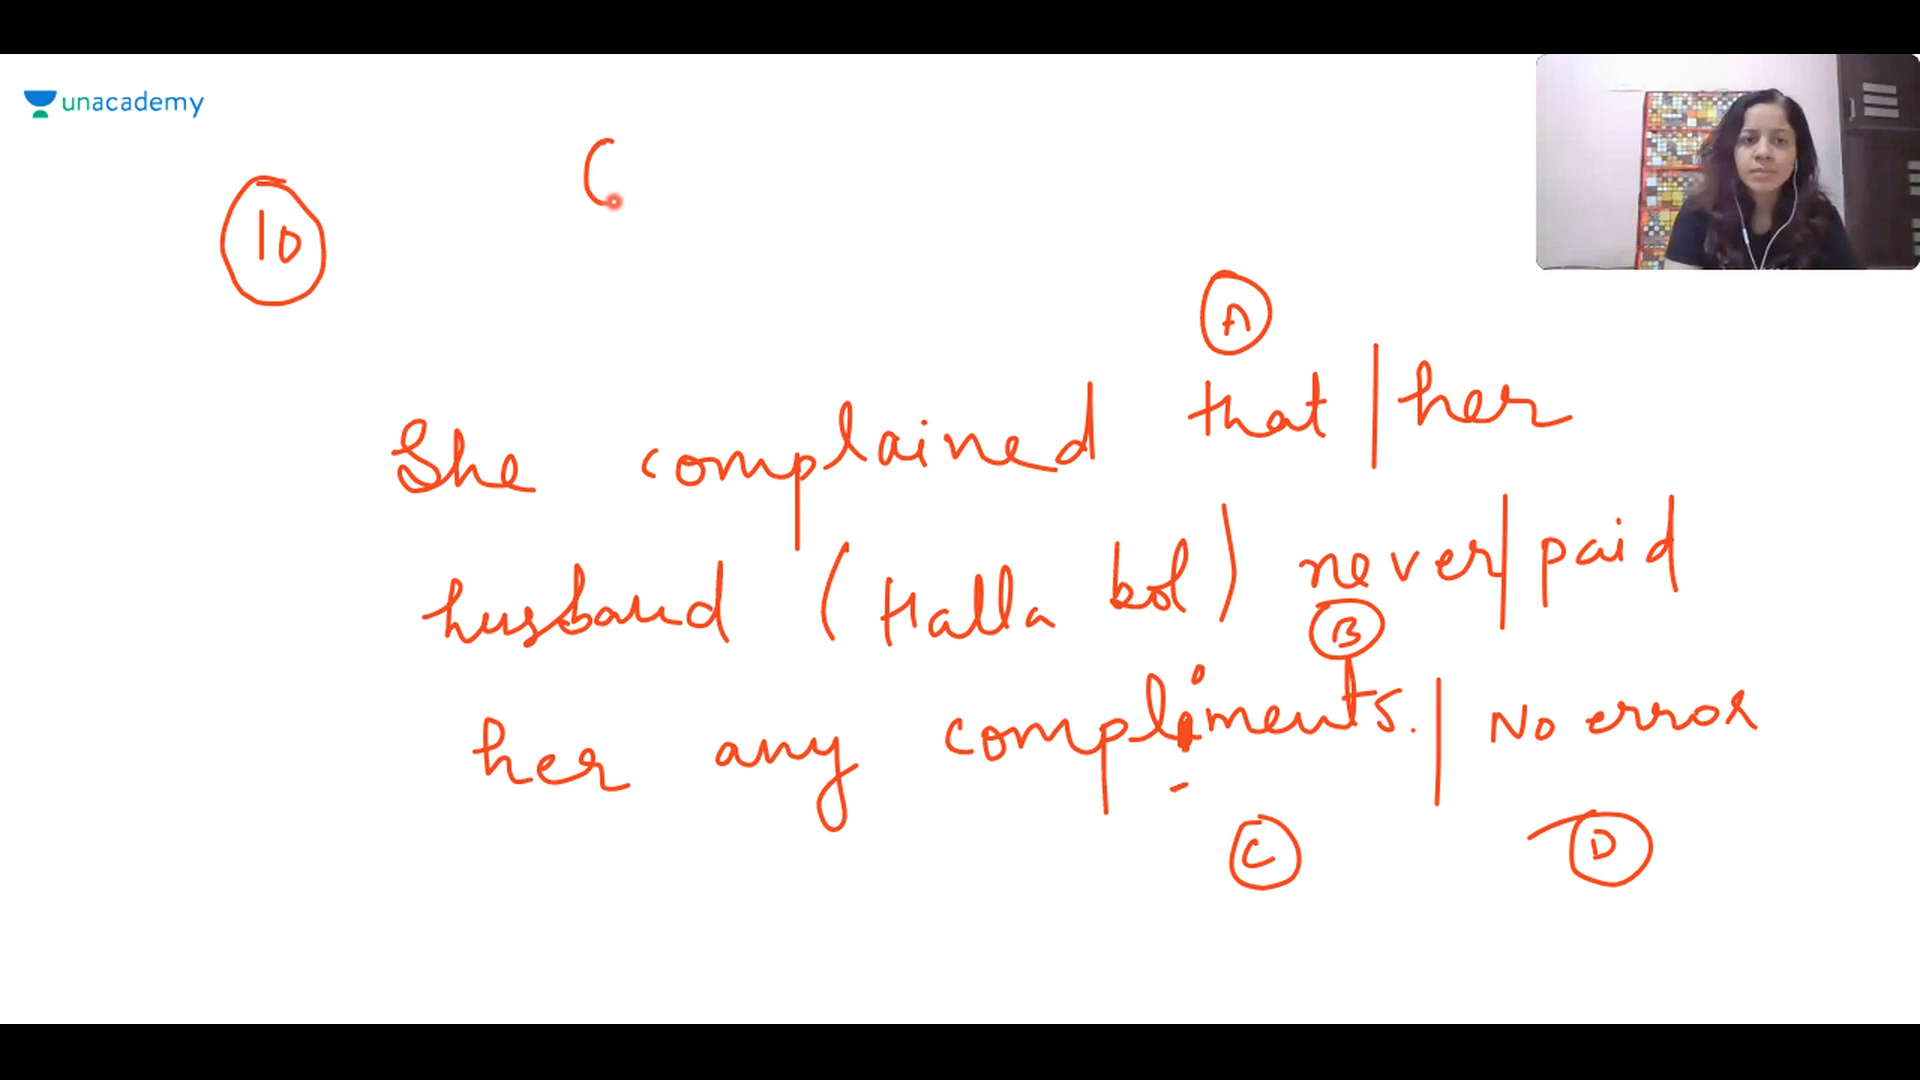 unacademy
C
10
A
She complained that | her
husband (Halla bol) never | paid
B
her any compliments. | No error
C
D